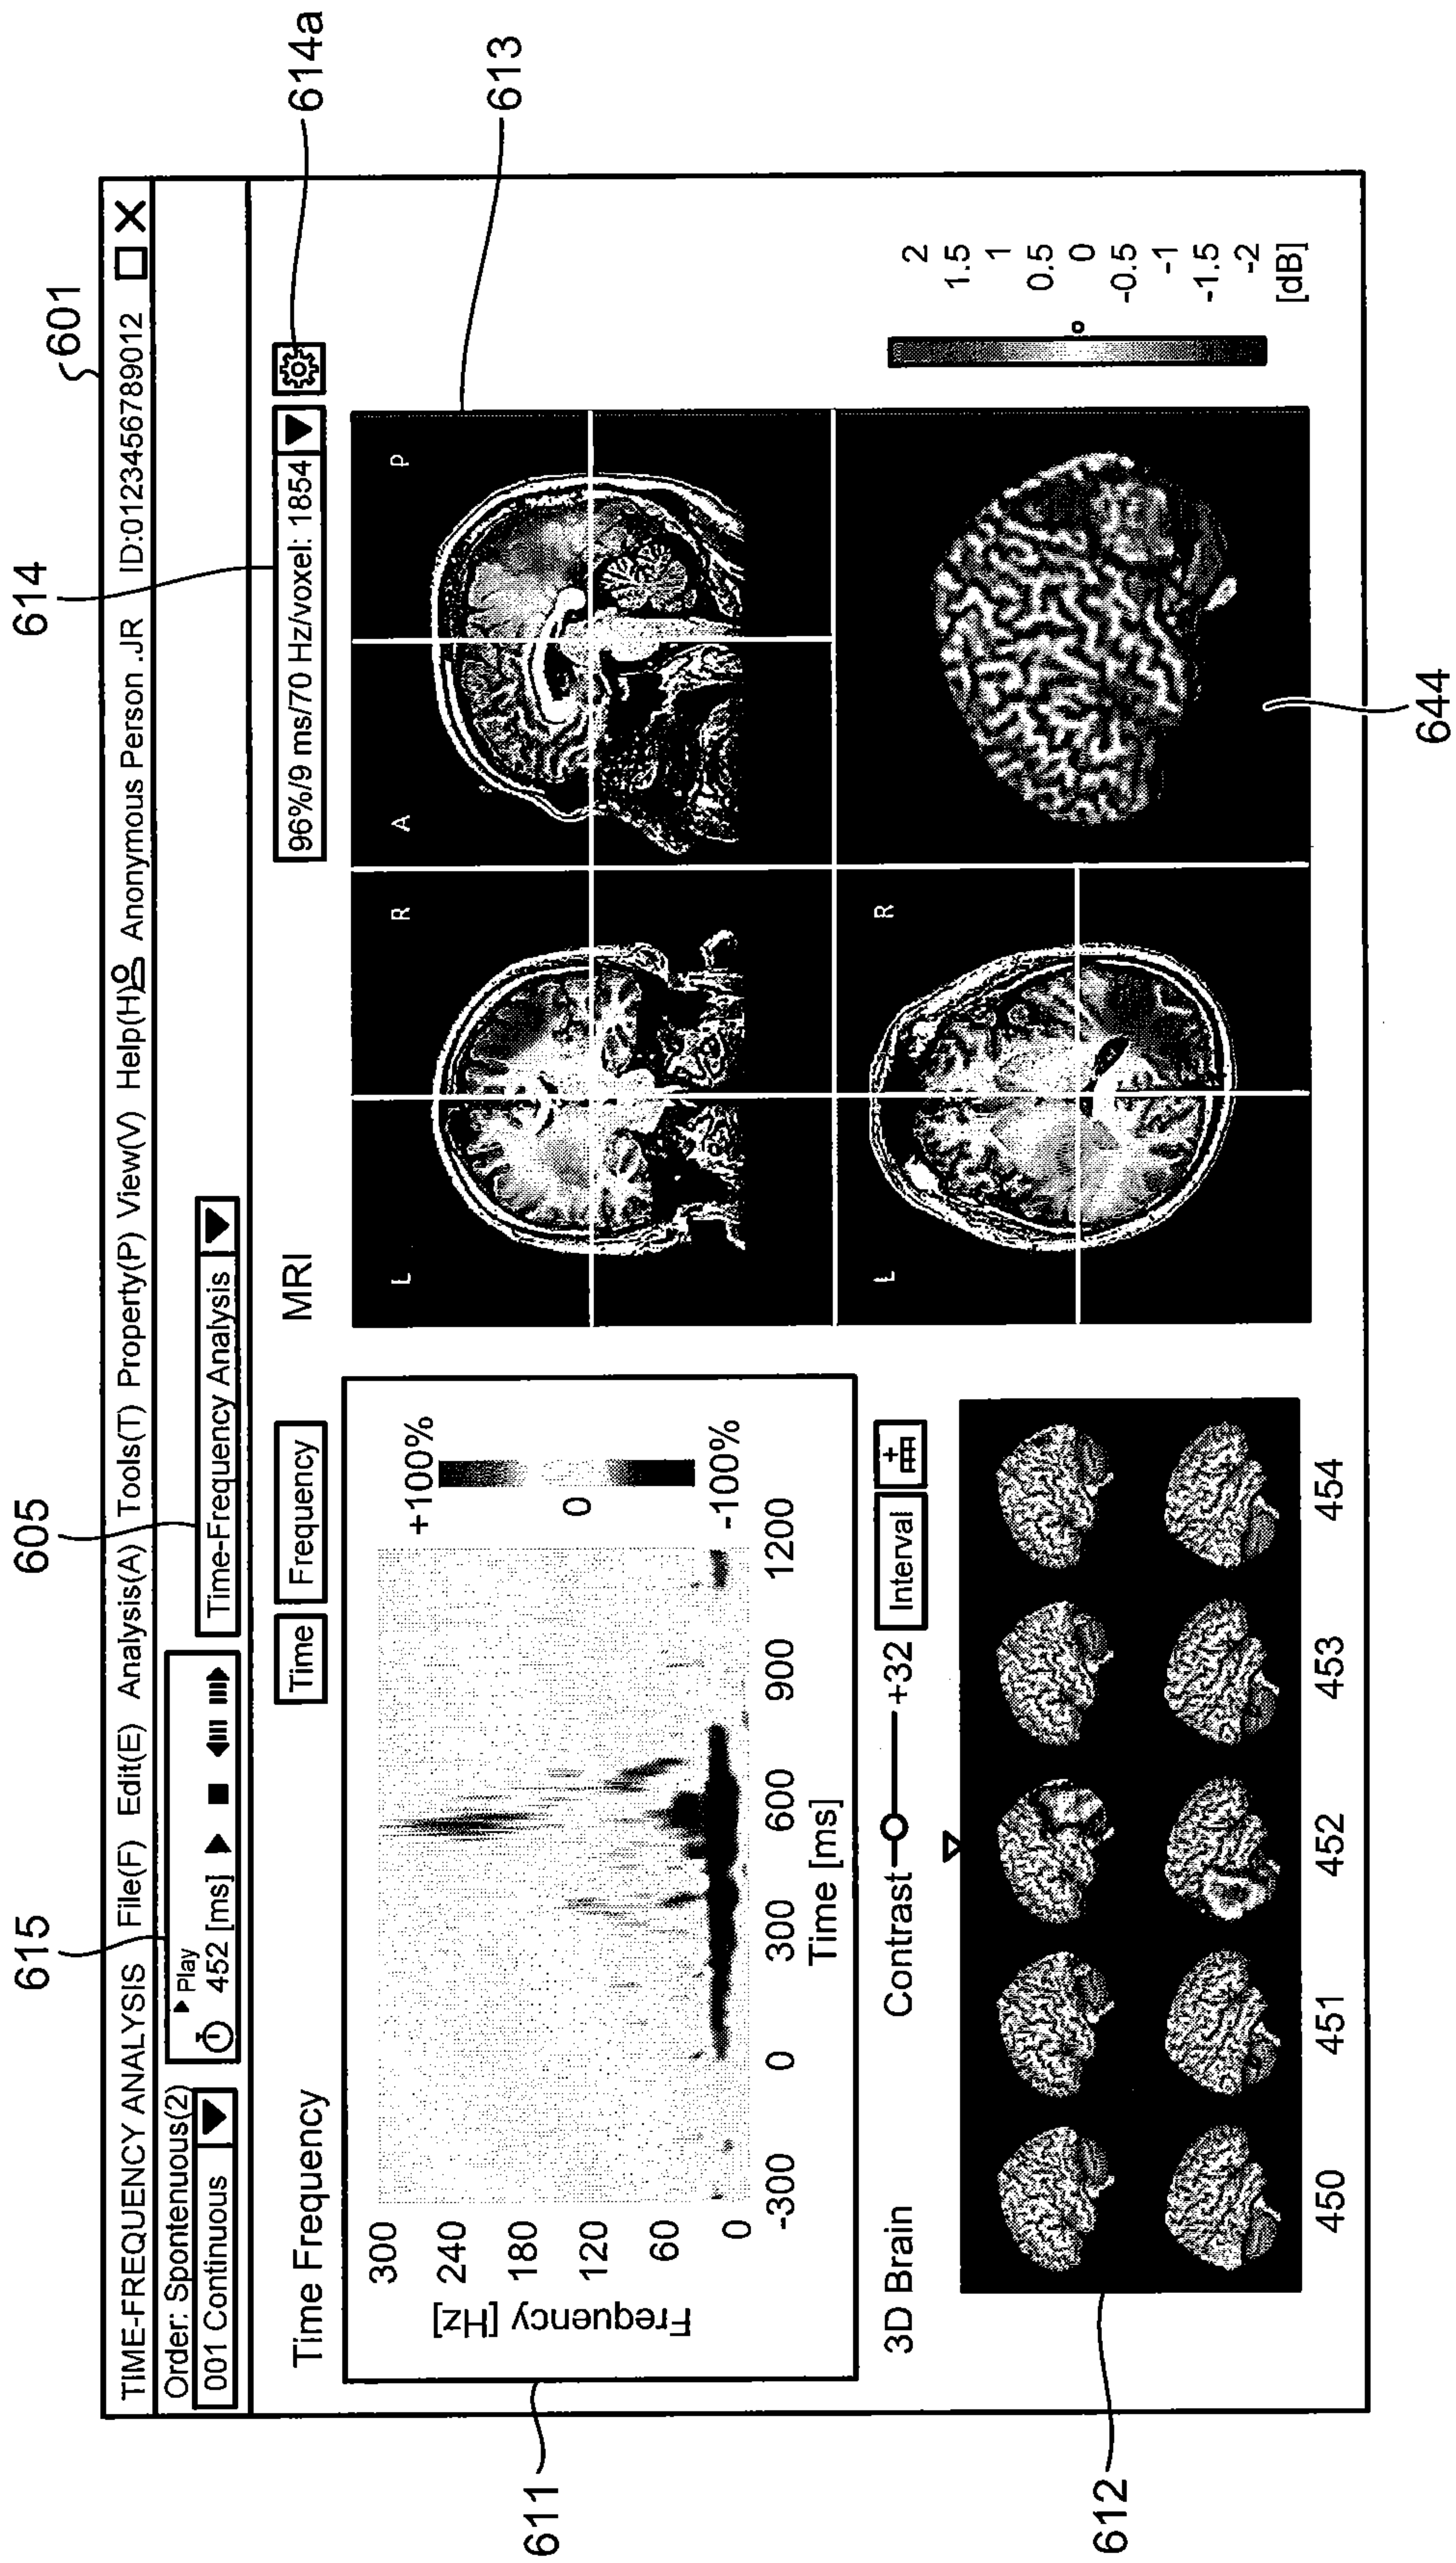 601
TIME-FREQUENCY ANALYSIS File(F) Edit(E) Analysis(A) Tools(T) Property(P) View(V) Help(H) Anonymous Person .JR ID:0123456789012
615
605
614
614a
613
Order: Spontenuous(2)
001 Continuous
Play
452 [ms]
Time-Frequency Analysis
Time Frequency
Time
Frequency
611
Frequency [Hz]
300
240
180
120
60
0
-300
0
300
600
900
1200
Time [ms]
+100%
0
-100%
3D Brain
Contrast
+32
Interval
612
450
451
452
453
454
MRI
96%/9 ms/70 Hz/voxel: 1854
L
R
A
P
L
R
644
2
1.5
1
0.5
0
-0.5
-1
-1.5
-2
[dB]